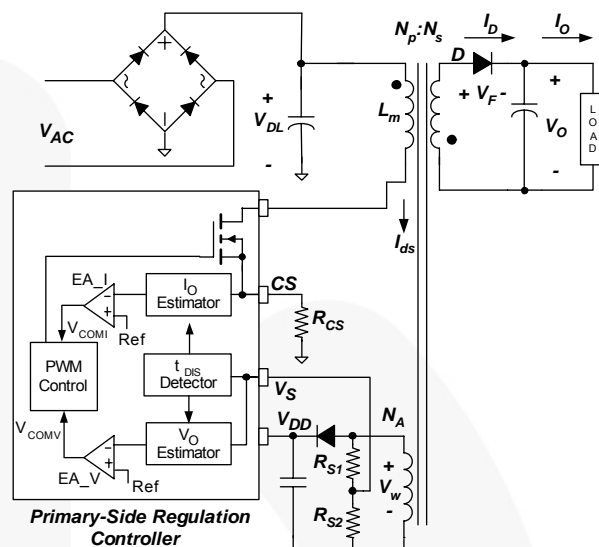 Np:Ns
ID
IO
D
+ VF -
+
VAC
+
VDL
-
Lm
+
VO
-
LOAD
Ids
EA_I
IO
Estimator
CS
RCS
VCOMI
Ref
PWM
Control
tDIS
Detector
VS
VCOMV
VO
Estimator
VDD
NA
EA_V
Ref
RS1
+
Vw
-
RS2
Primary-Side Regulation
Controller